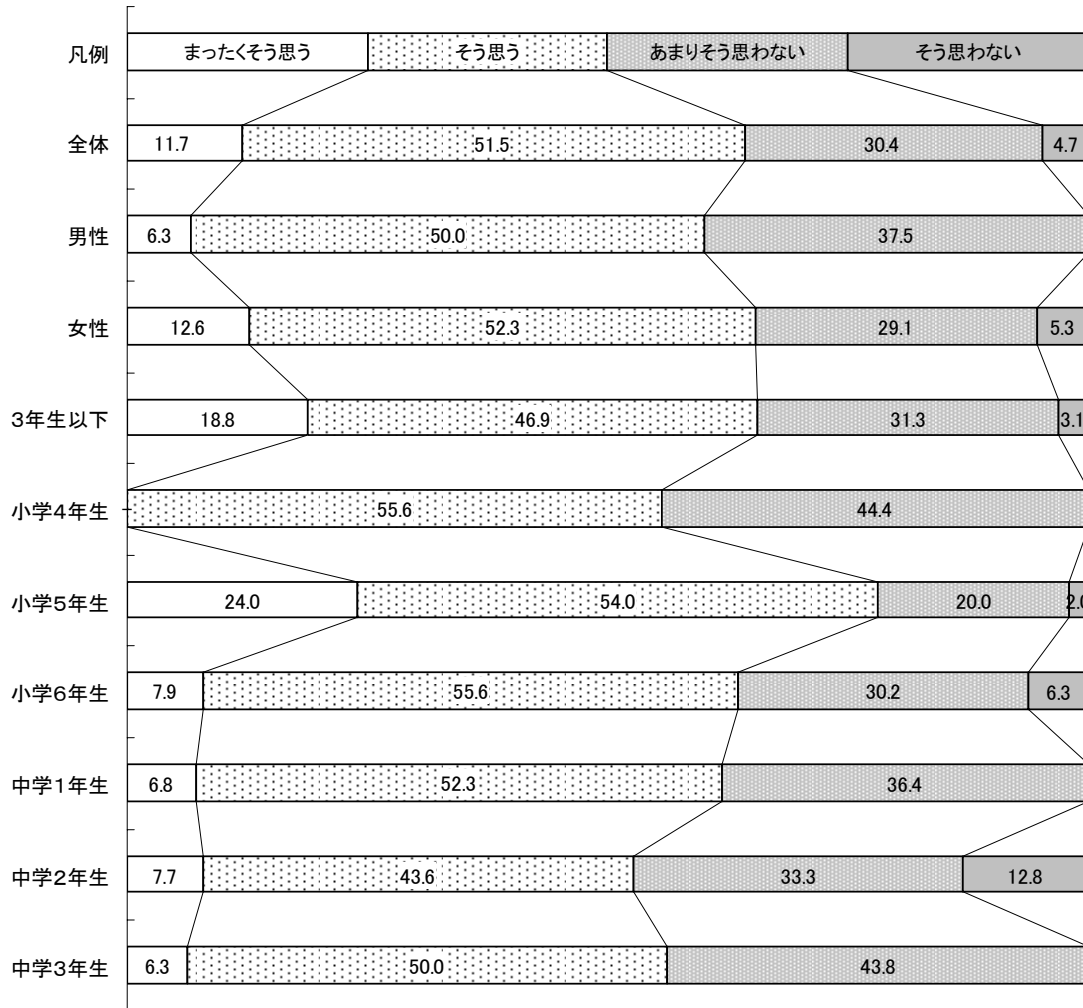 凡例 まったくそう思う そう思う あまりそう思わない そう思わない
全体 11.7 51.5 30.4 4.7
男性 6.3 50.0 37.5
女性 12.6 52.3 29.1 5.3
3年生以下 18.8 46.9 31.3 3.1
小学4年生 55.6 44.4
小学5年生 24.0 54.0 20.0 2.0
小学6年生 7.9 55.6 30.2 6.3
中学1年生 6.8 52.3 36.4
中学2年生 7.7 43.6 33.3 12.8
中学3年生 6.3 50.0 43.8